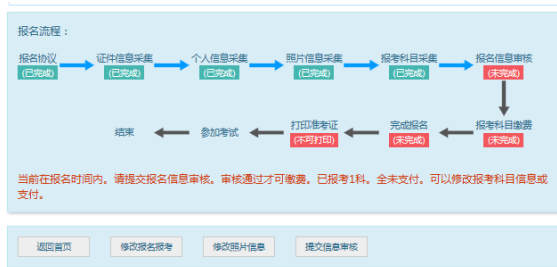 报名流程：
报名协议 证件信息采集 个人信息采集 照片信息采集 报考科目采集 报名信息审核
(已完成) (已完成) (已完成) (已完成) (已完成) (未完成)
结束 参加考试 打印准考证 完成报名 报考科目缴费
(不可打印) (未完成) (未完成)
当前在报名时间内。请提交报名信息审核。审核通过才可缴费。已报考1科。全未支付。可以修改报考科目信息或
支付。
返回首页 修改报名报考 修改照片信息 提交信息审核